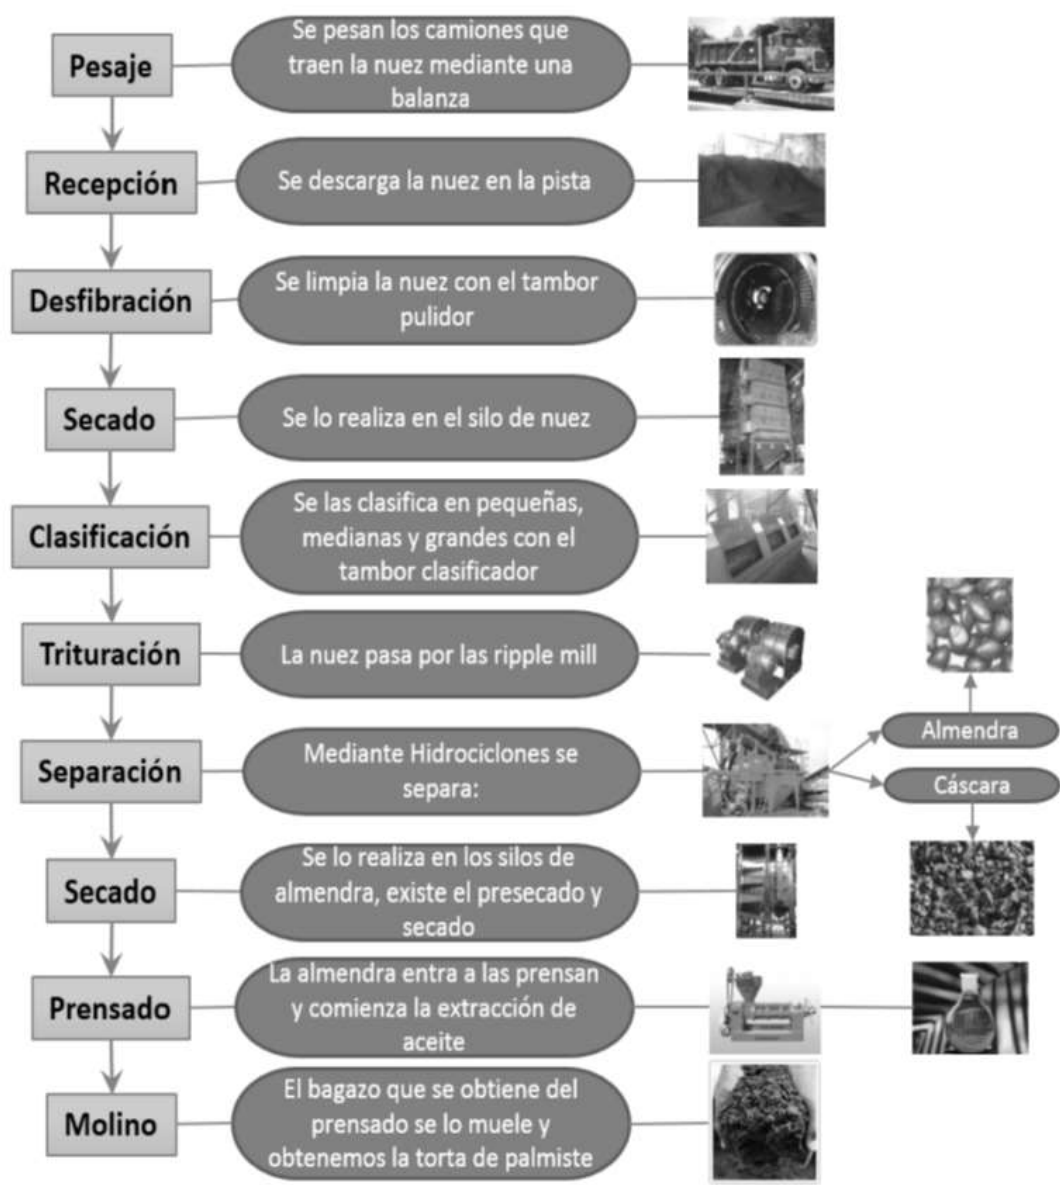 Pesaje
Se pesan los camiones que
traen la nuez mediante una
balanza
Recepción
Se descarga la nuez en la pista
Desfibración
Se limpia la nuez con el tambor
pulidor
Secado
Se lo realiza en el silo de nuez
Clasificación
Se las clasifica en pequeñas,
medianas y grandes con el
tambor clasificador
Trituración
La nuez pasa por las ripple mill
Separación
Mediante Hidrociclones se
separa:
Almendra
Cáscara
Secado
Se lo realiza en los silos de
almendra, existe el presecado y
secado
Prensado
La almendra entra a las prensan
y comienza la extracción de
aceite
Molino
El bagazo que se obtiene del
prensado se lo muele y
obtenemos la torta de palmiste